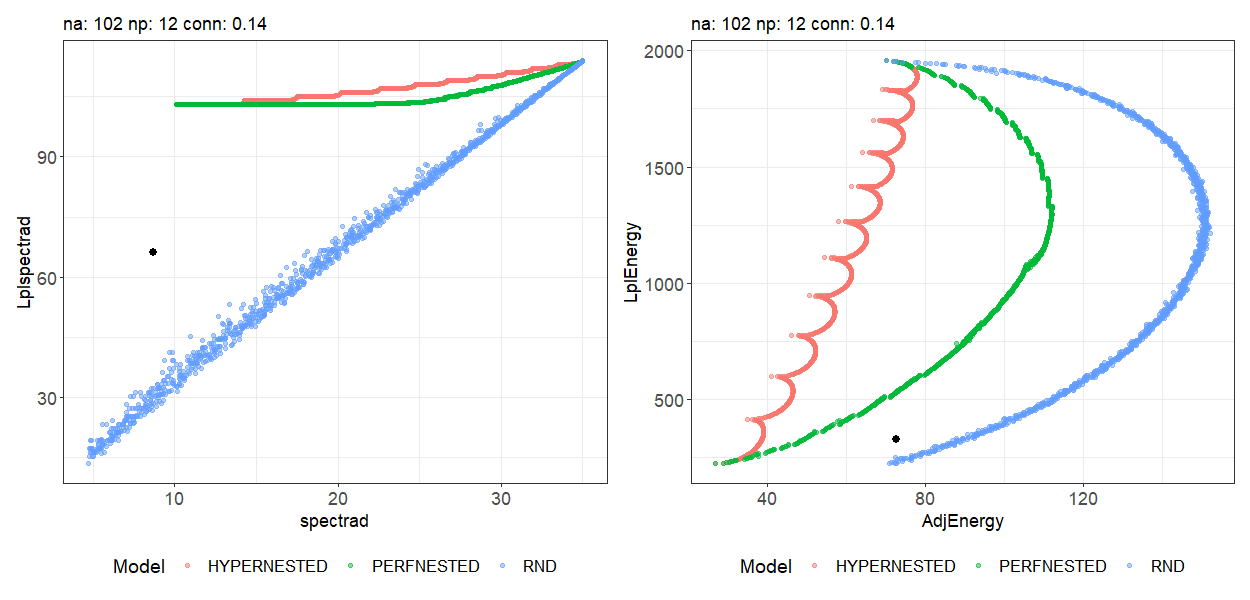 na: 102 np: 12 conn: 0.14
90
60
30
Lplspectrad
10 20 30
spectrad
Model HYPERNESTED PERFNESTED RND
na: 102 np: 12 conn: 0.14
2000
1500
1000
500
LplEnergy
40 80 120
AdjEnergy
Model HYPERNESTED PERFNESTED RND